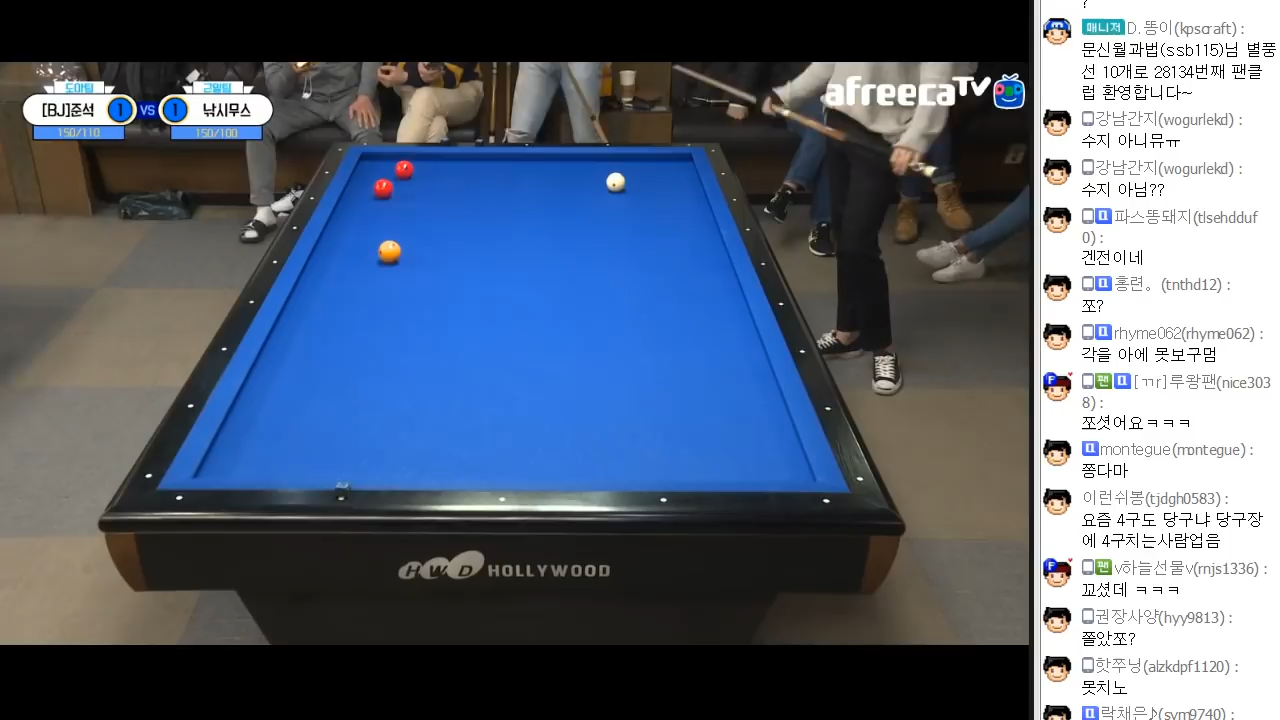 도아팀
[BJ]준석 1 VS 1 낚시무스
150/110
150/100
afreecaTV
HWD HOLLYWOOD
?
매니저 D.똥이(kpscraft) :
문신월과법(ssb115)님 별풍
선 10개로 28134번째 팬클
럽 환영합니다~
강남간지(wogurlekd) :
수지 아니뮤ㅠ
강남간지(wogurlekd) :
수지 아님??
파스똥돼지(tlsehdduf
0) :
겐전이네
홍련。(tnthd12) :
쪼?
rhyme062(rhyme062) :
각을 아에 못보구멈
팬 [ㄲr]루왕팬(nice303
8) :
쪼셧어요ㅋㅋㅋ
montegue(montegue) :
쫑다마
이런쉬봉(tjdgh0583) :
요즘 4구도 당구냐 당구장
에 4구치는사람업음
팬 v하늘선물v(rnjs1336) :
꼬셨데 ㅋㅋㅋ
권장사양(hyy9813) :
쫄았쪼?
핫쭈닝(alzkdpf1120) :
못치노
락채은♪(sym9740) :